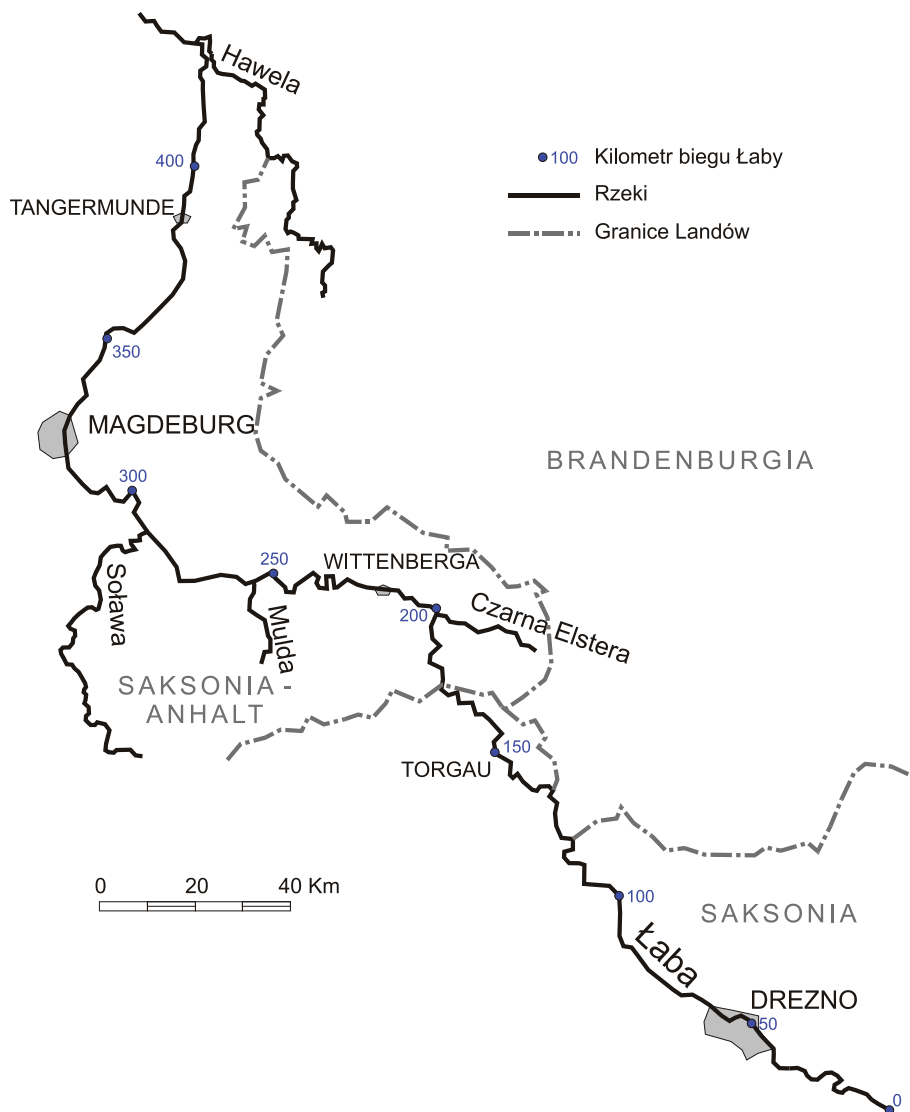 Hawela
400
100 Kilometr biegu Łaby
Rzeki
Granice Landów
TANGERMUNDE
350
MAGDEBURG
BRANDENBURGIA
300
250
WITTENBERGA
200
Czarna Elstera
Soława
Mulda
SAKSONIA -
ANHALT
150
TORGAU
0 20 40 Km
100
SAKSONIA
Łaba
DREZNO
50
0